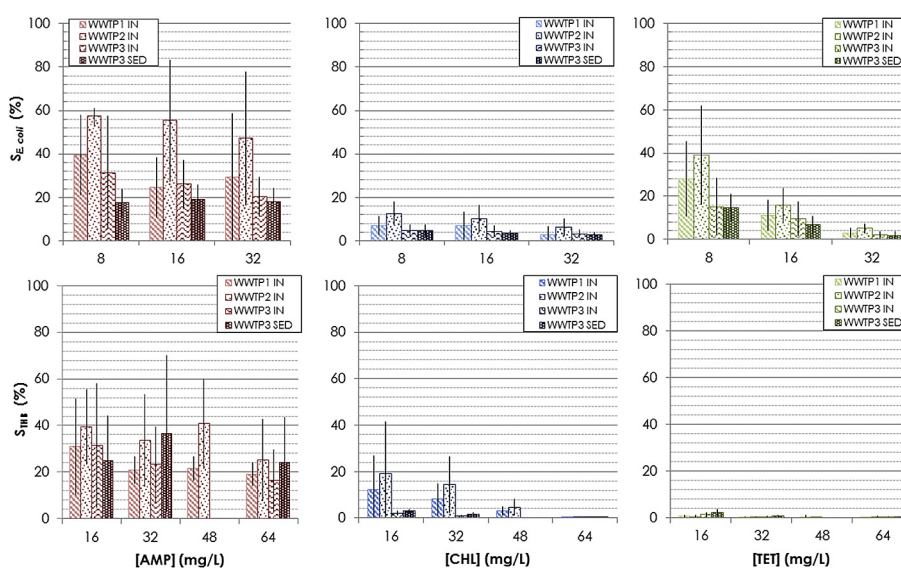 100
80
60
40
20
0
S E. coli (%)
WWTP1 IN
WWTP2 IN
WWTP3 IN
WWTP3 SED
8 16 32
100
80
60
40
20
0
WWTP1 IN
WWTP2 IN
WWTP3 IN
WWTP3 SED
8 16 32
100
80
60
40
20
0
WWTP1 IN
WWTP2 IN
WWTP3 IN
WWTP3 SED
8 16 32
100
80
60
40
20
0
S THB (%)
WWTP1 IN
WWTP2 IN
WWTP3 IN
WWTP3 SED
16 32 48 64
[AMP] (mg/L)
100
80
60
40
20
0
WWTP1 IN
WWTP2 IN
WWTP3 IN
WWTP3 SED
16 32 48 64
[CHL] (mg/L)
100
80
60
40
20
0
WWTP1 IN
WWTP2 IN
WWTP3 IN
WWTP3 SED
16 32 48 64
[TET] (mg/L)